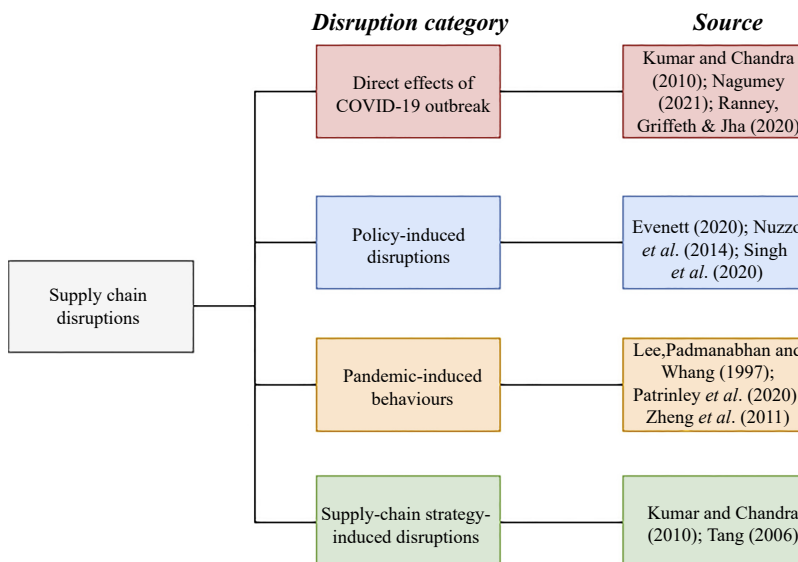 Disruption category
Source
Direct effects of
COVID-19 outbreak
Kumar and Chandra
(2010); Nagumey
(2021); Ranney,
Griffeth & Jha (2020)
Policy-induced
disruptions
Evenett (2020); Nuzzo
et al. (2014); Singh
et al. (2020)
Supply chain
disruptions
Pandemic-induced
behaviours
Lee,Padmanabhan and
Whang (1997);
Patrinley et al. (2020)
Zheng et al. (2011)
Supply-chain strategy-
induced disruptions
Kumar and Chandra
(2010); Tang (2006)